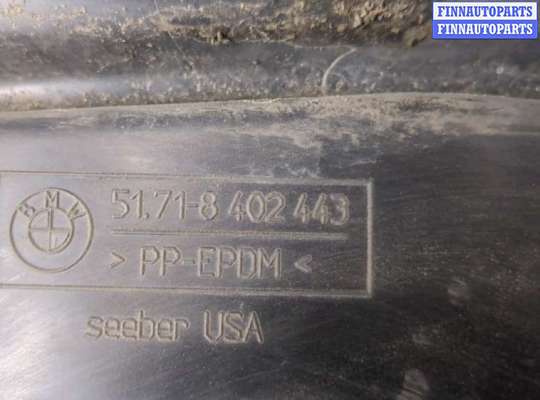 FINNAUTOPARTS
FINNAUTOPARTS
BMW
51.71-8 402 443
> PP-EPDM <
seeber USA